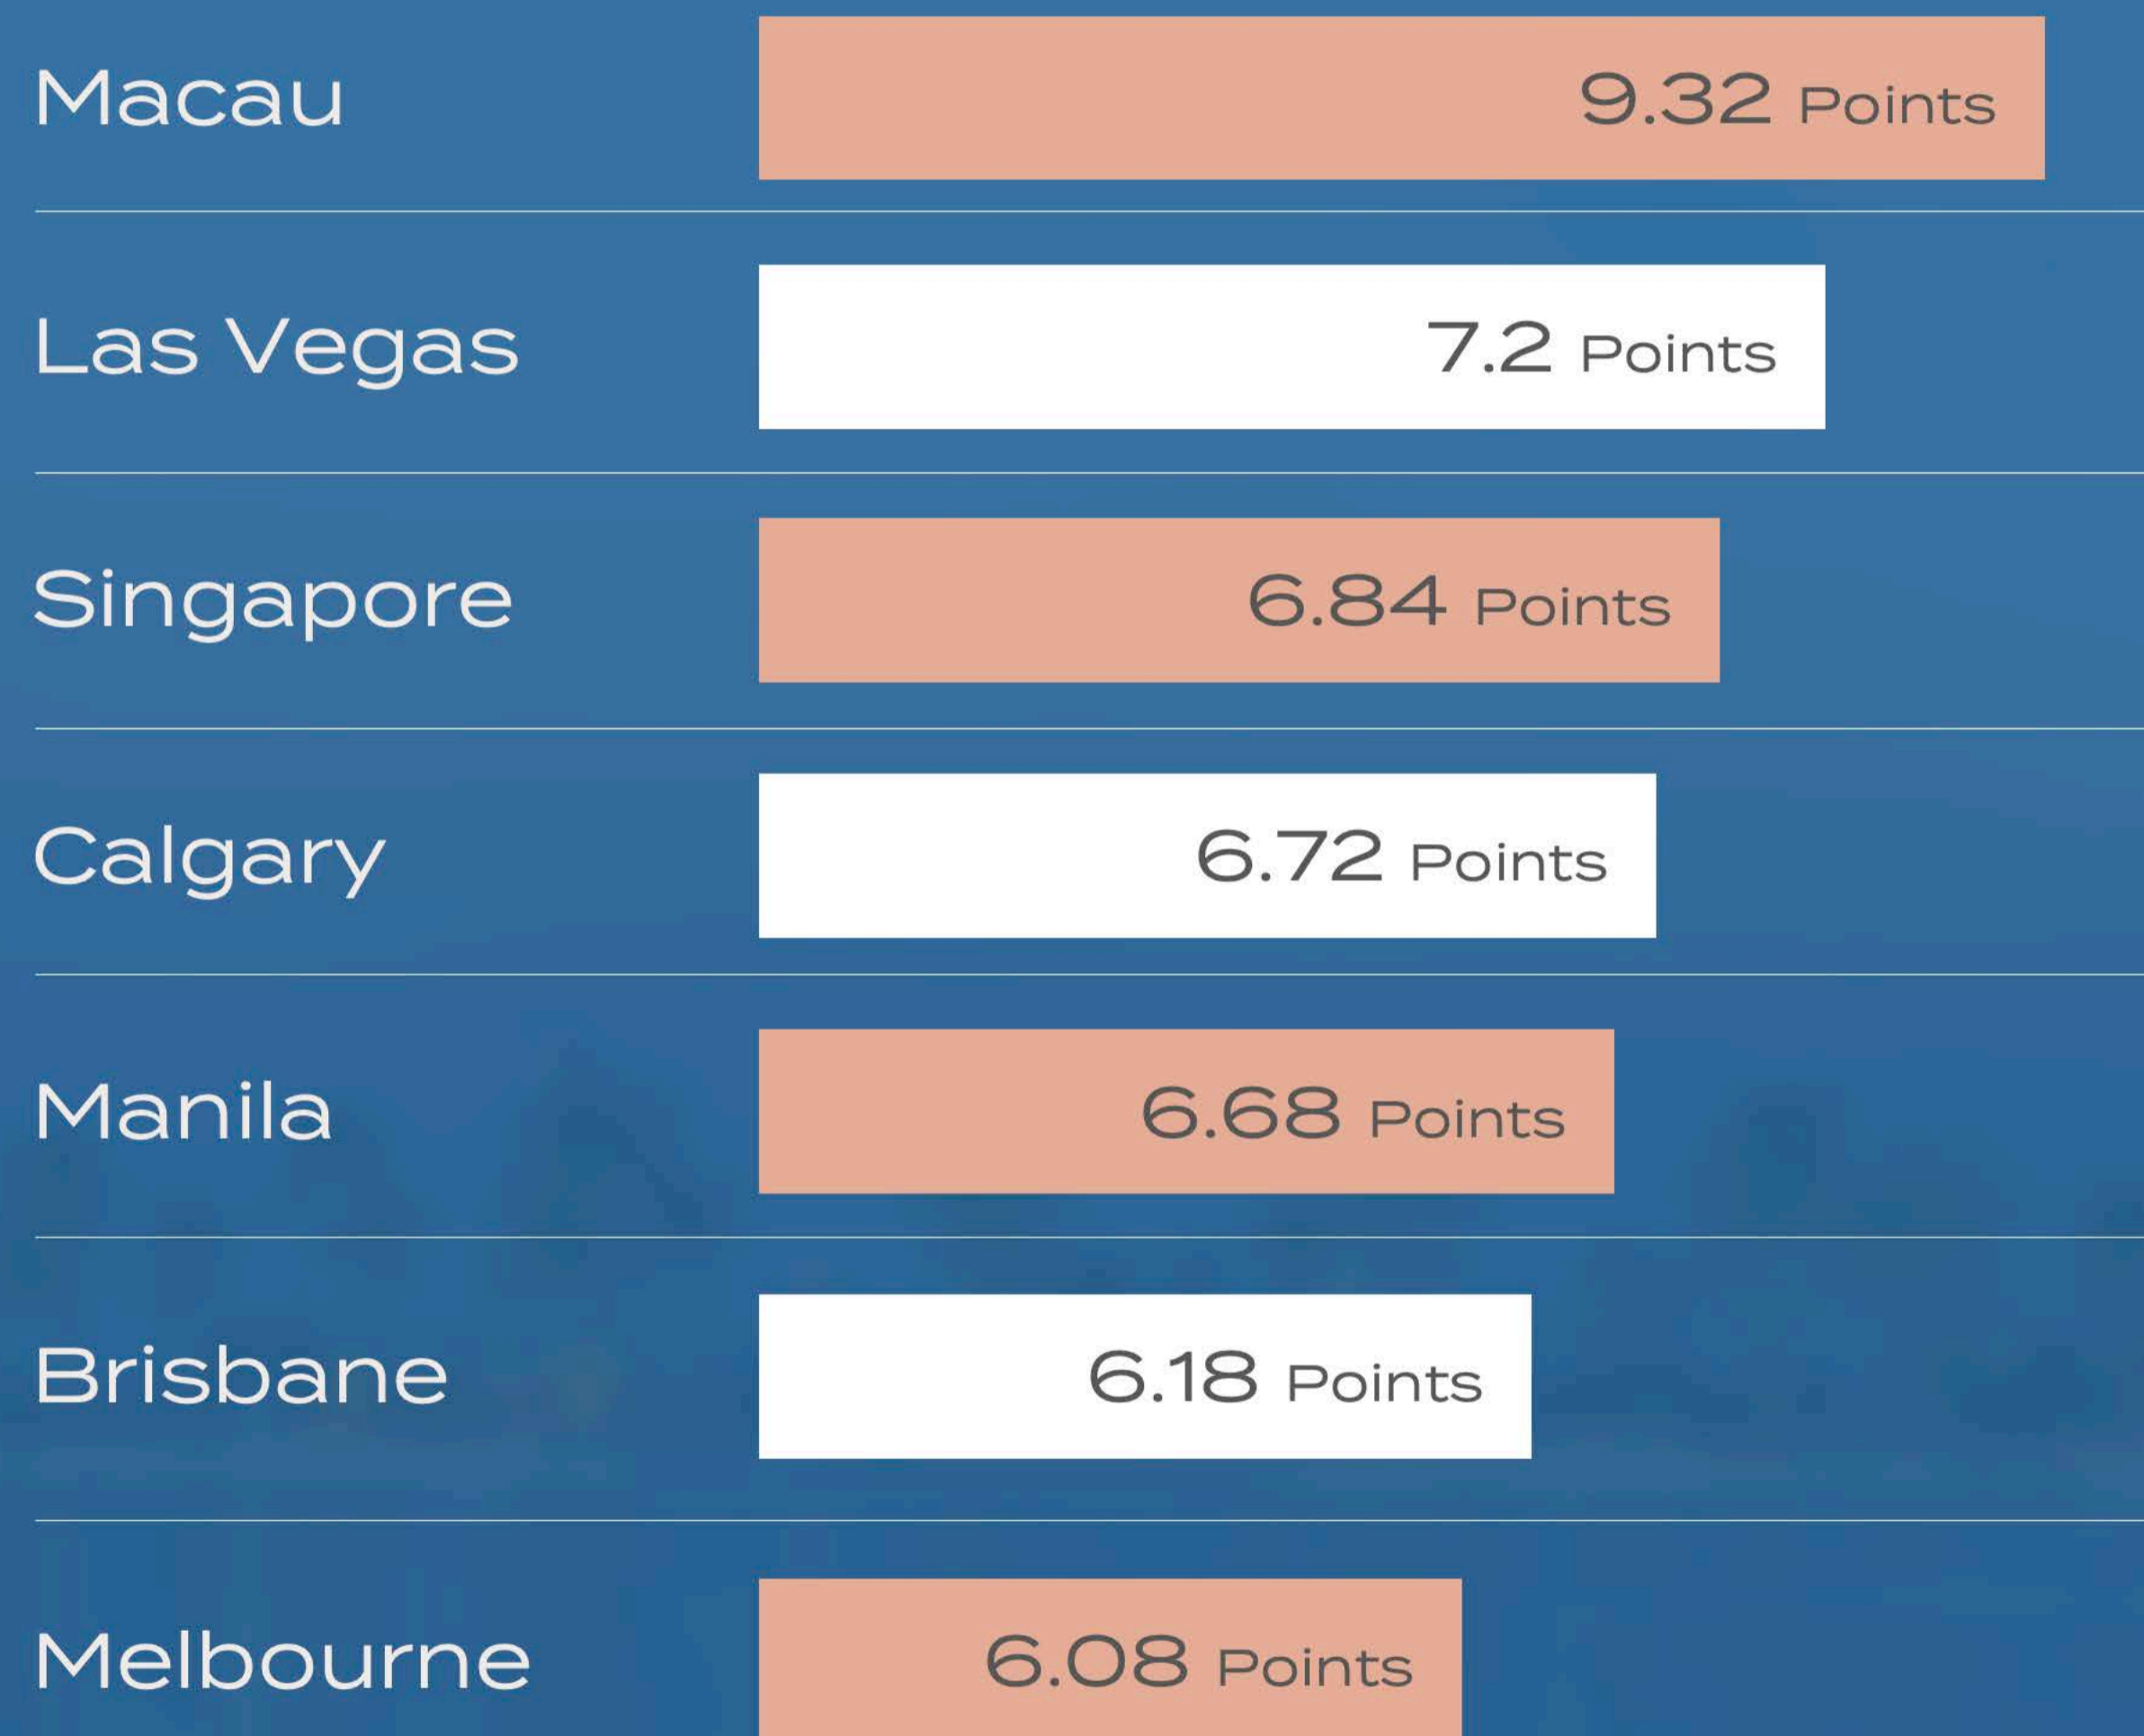 Macau 9.32 Points
Las Vegas 7.2 Points
Singapore 6.84 Points
Calgary 6.72 Points
Manila 6.68 Points
Brisbane 6.18 Points
Melbourne 6.08 Points